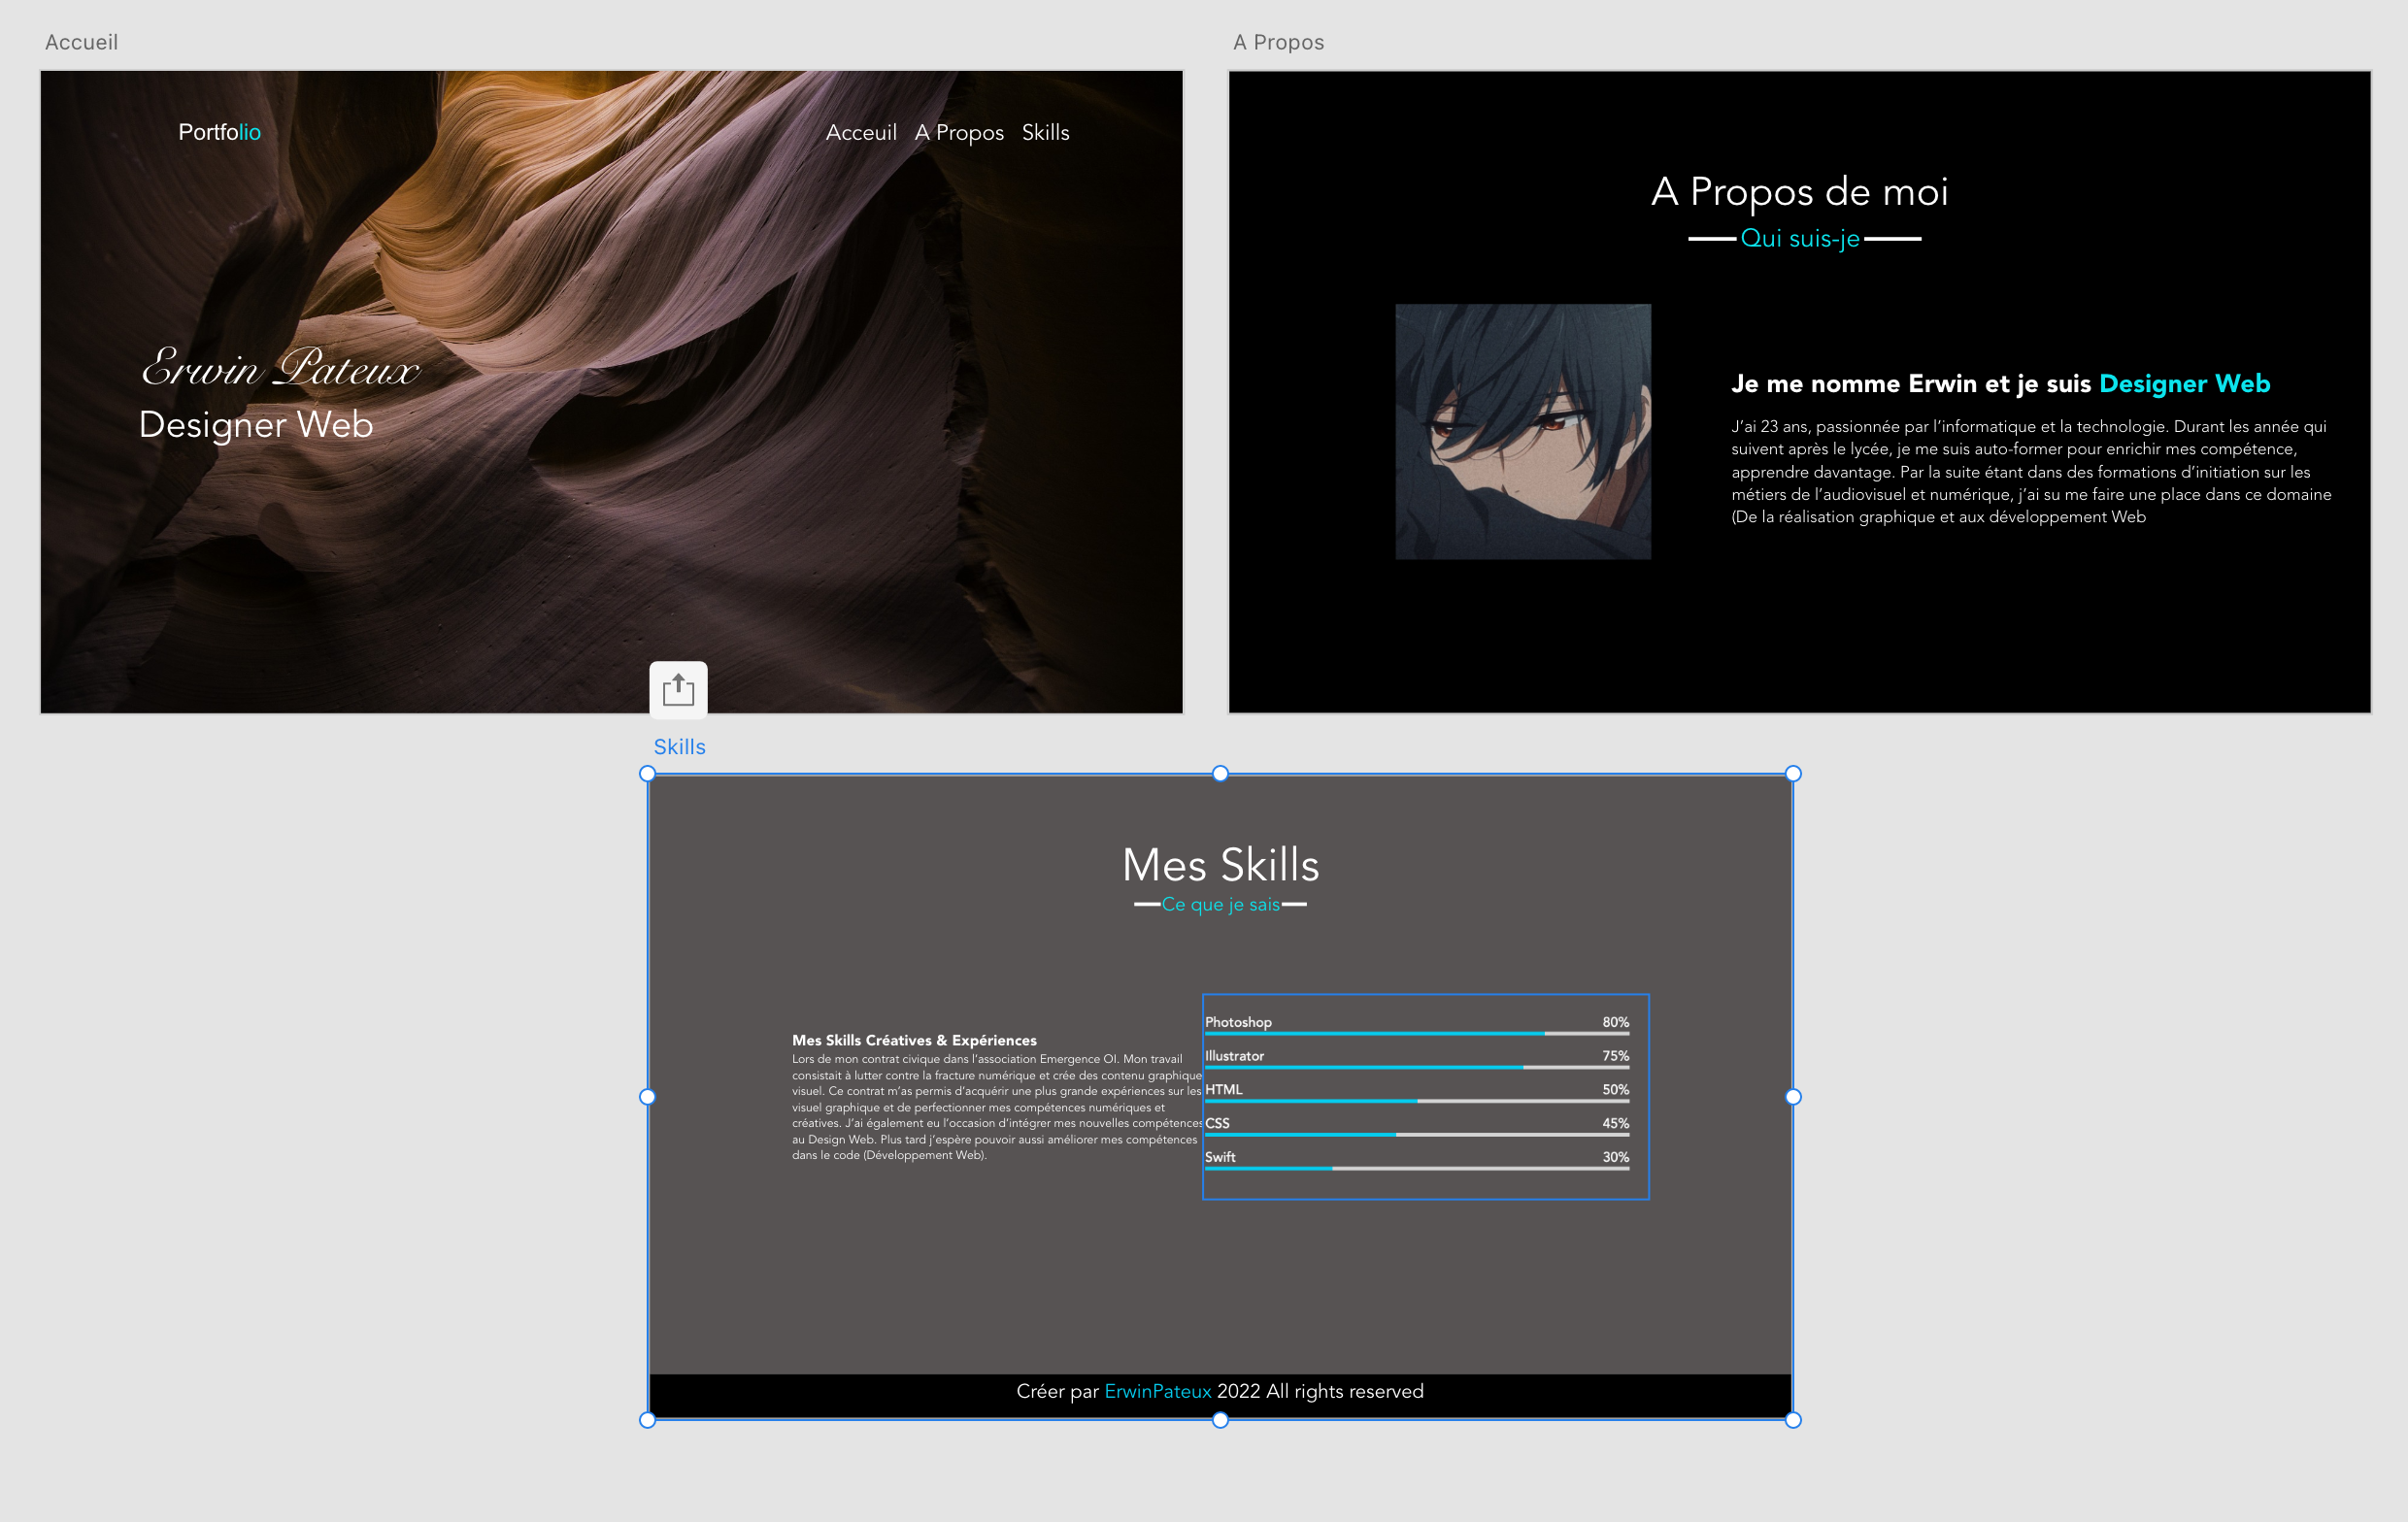 Accueil
Portfolio
Acceuil A Propos Skills
Erwin Pateux
Designer Web
A Propos
A Propos de moi
Qui suis-je
Je me nomme Erwin et je suis Designer Web
J’ai 23 ans, passionnée par l’informatique et la technologie. Durant les année qui
suivent après le lycée, je me suis auto-former pour enrichir mes compétence,
apprendre davantage. Par la suite étant dans des formations d’initiation sur les
métiers de l’audiovisuel et numérique, j’ai su me faire une place dans ce domaine
(De la réalisation graphique et aux développement Web
Skills
Mes Skills
Ce que je sais
Mes Skills Créatives & Expériences
Lors de mon contrat civique dans l’association Emergence OI. Mon travail
consistait à lutter contre la fracture numérique et crée des contenu graphique
visuel. Ce contrat m’as permis d’acquérir une plus grande expériences sur les
visuel graphique et de perfectionner mes compétences numériques et
créatives. J’ai également eu l’occasion d’intégrer mes nouvelles compétences
au Design Web. Plus tard j’espère pouvoir aussi améliorer mes compétences
dans le code (Développement Web).
Photoshop 80%
Illustrator 75%
HTML 50%
CSS 45%
Swift 30%
Créer par ErwinPateux 2022 All rights reserved